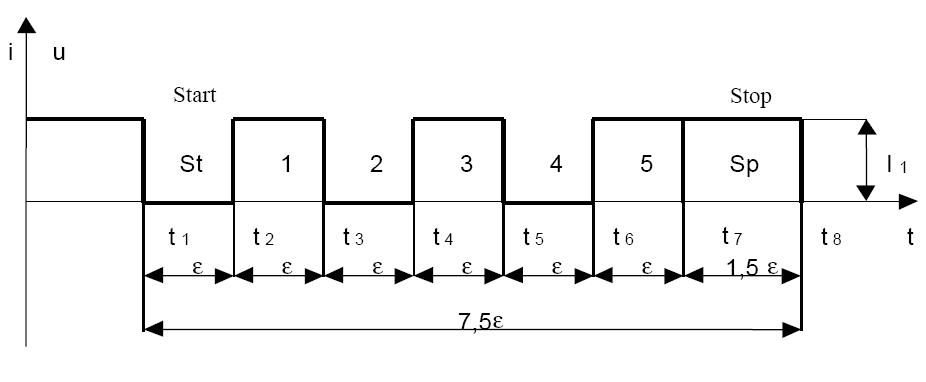 i u
Start Stop
St 1 2 3 4 5 Sp I 1
t 1 t 2 t 3 t 4 t 5 t 6 t 7 t 8 t
ε ε ε ε ε ε 1,5 ε
7,5ε